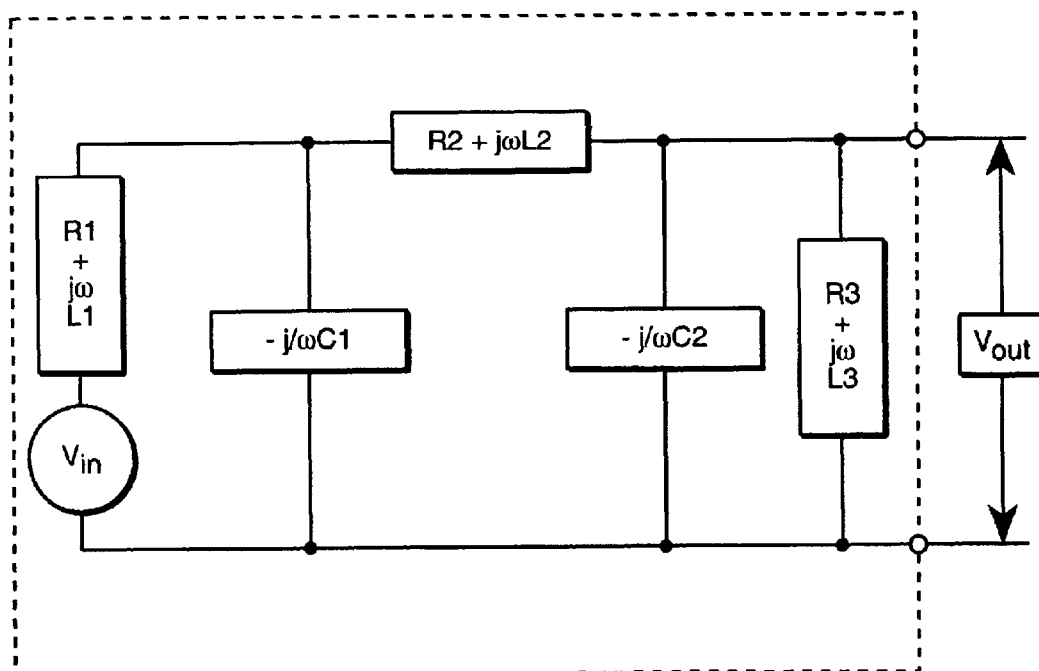 R2 + jωL2
R1
+
jω
L1
- j/ωC1
- j/ωC2
R3
+
jω
L3
Vout
Vin